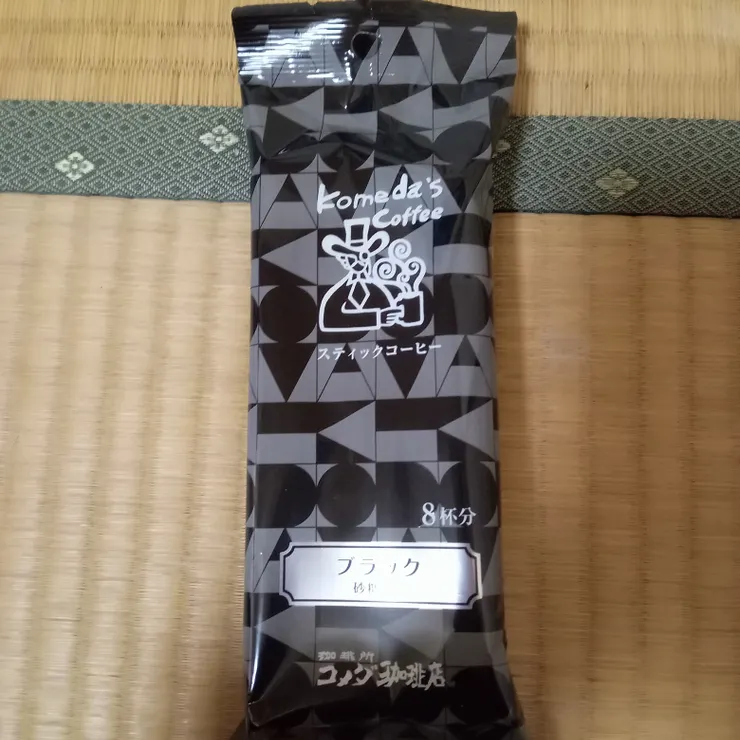 Komeda's
Coffee
スティックコーヒー
8杯分
ブラック
珈琲所
コメダ珈琲店